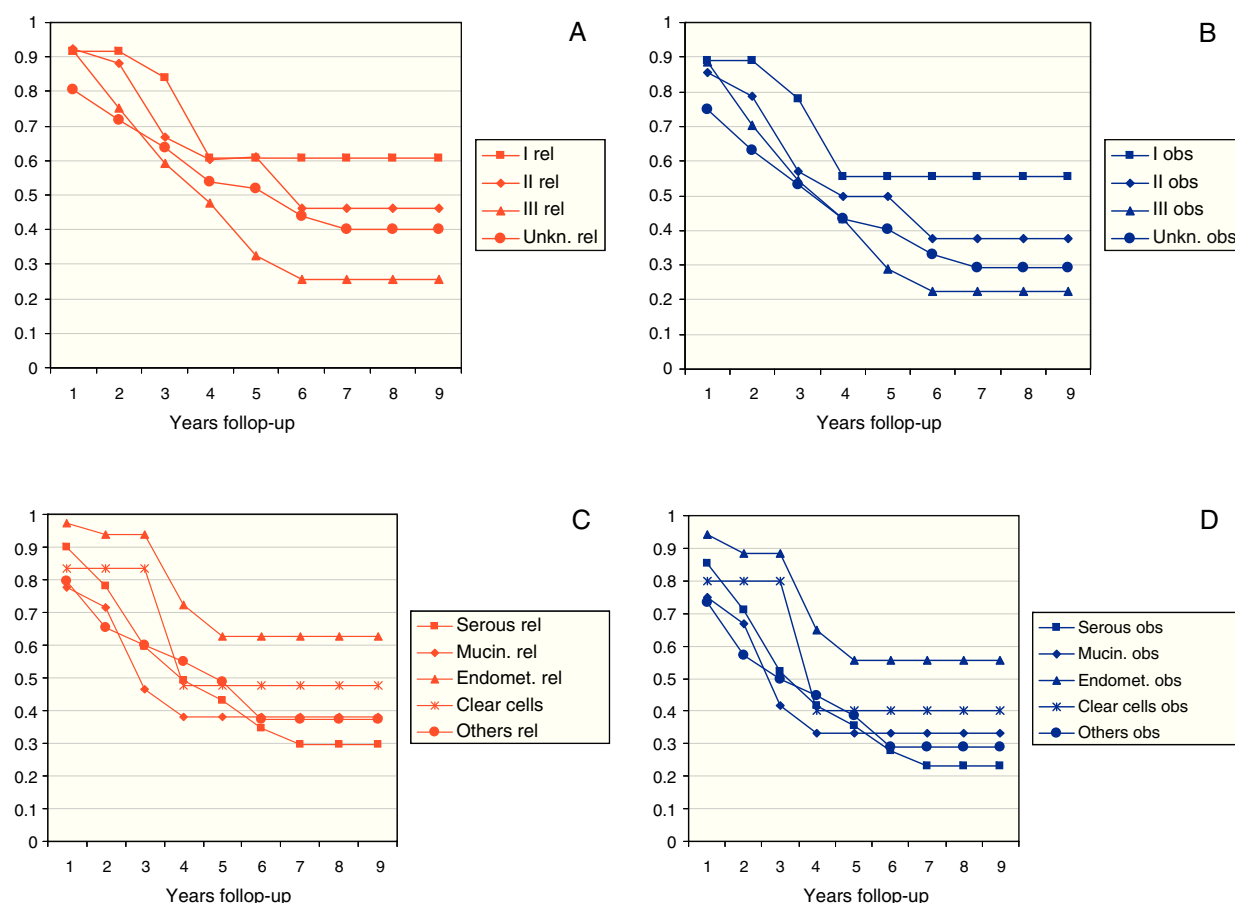 A
1
0.9
0.8
0.7
0.6
0.5
0.4
0.3
0.2
0.1
0
1 2 3 4 5 6 7 8 9
Years follop-up
I rel
II rel
III rel
Unkn. rel
B
1
0.9
0.8
0.7
0.6
0.5
0.4
0.3
0.2
0.1
0
1 2 3 4 5 6 7 8 9
Years follop-up
I obs
II obs
III obs
Unkn. obs
C
1
0.9
0.8
0.7
0.6
0.5
0.4
0.3
0.2
0.1
0
1 2 3 4 5 6 7 8 9
Years follop-up
Serous rel
Mucin. rel
Endomet. rel
Clear cells
Others rel
D
1
0.9
0.8
0.7
0.6
0.5
0.4
0.3
0.2
0.1
0
1 2 3 4 5 6 7 8 9
Years follop-up
Serous obs
Mucin. obs
Endomet. obs
Clear cells obs
Others obs